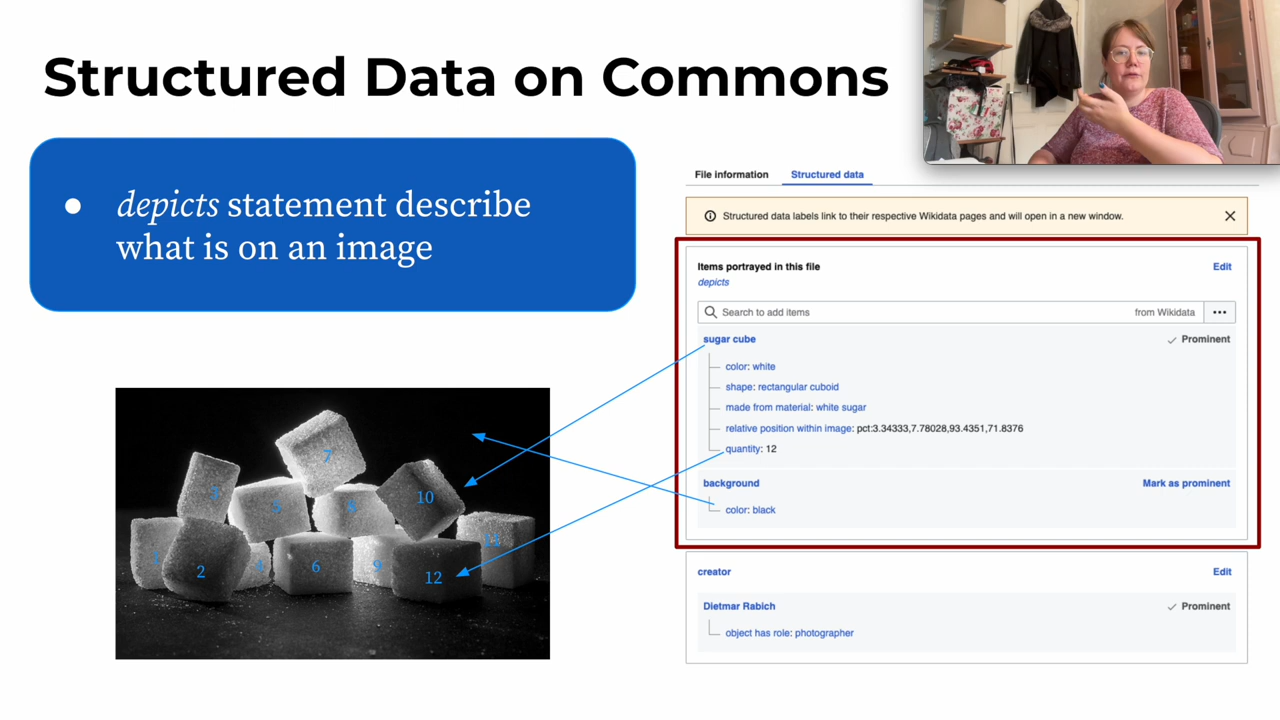 Structured Data on Commons
● depicts statement describe
what is on an image
File information Structured data
Structured data labels link to their respective Wikidata pages and will open in a new window.
Items portrayed in this file Edit
depicts
Search to add items from Wikidata
sugar cube Prominent
color: white
shape: rectangular cuboid
made from material: white sugar
relative position within image: pct:3.34333,7.78028,93.4351,71.8376
quantity: 12
background Mark as prominent
color: black
creator Edit
Dietmar Rabich Prominent
object has role: photographer
7
3
5
8
10
1
2
4
6
9
12
11